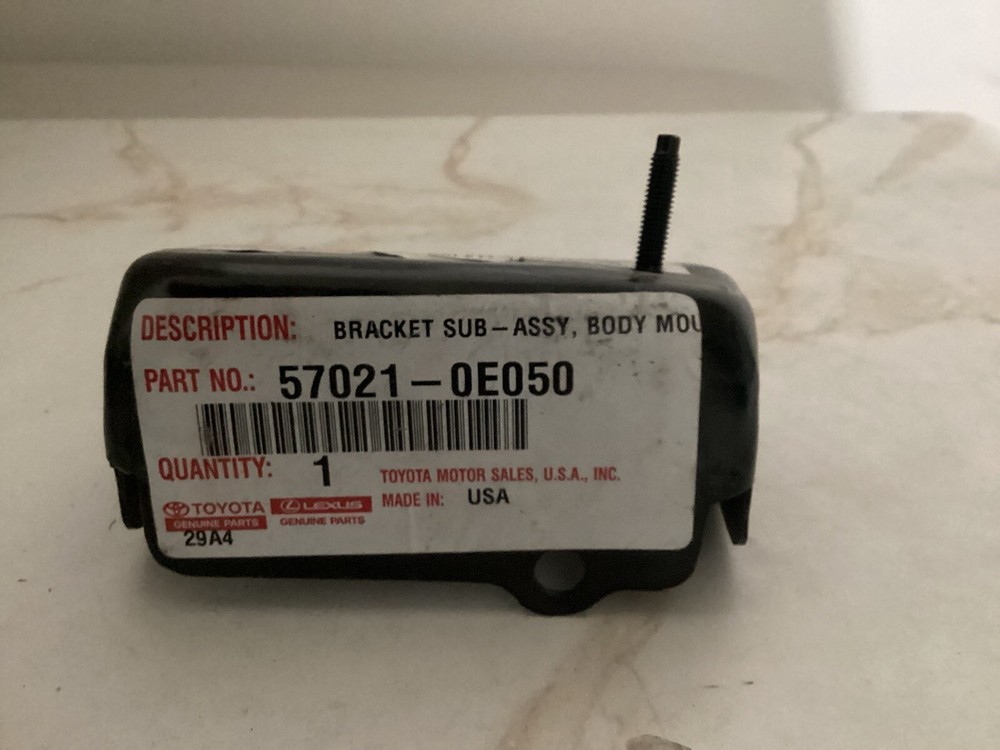 DESCRIPTION: BRACKET SUB-ASSY, BODY MOU
PART NO.: 57021-0E050
QUANTITY: 1
TOYOTA MOTOR SALES, U.S.A., INC.
TOYOTA LEXUS MADE IN: USA
GENUINE PARTS GENUINE PARTS
29A4